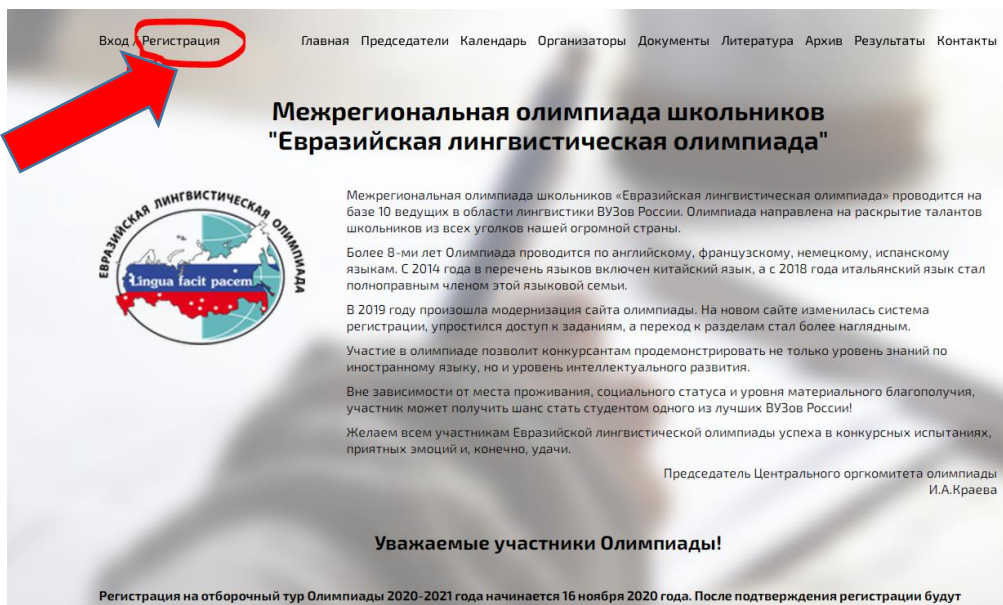 Вход / Регистрация
Главная Председатели Календарь Организаторы Документы Литература Архив Результаты Контакты
Межрегиональная олимпиада школьников
"Евразийская лингвистическая олимпиада"
ЕВРАЗИЙСКАЯ ЛИНГВИСТИЧЕСКАЯ ОЛИМПИАДА
Lingua facit pacem
Межрегиональная олимпиада школьников «Евразийская лингвистическая олимпиада» проводится на
базе 10 ведущих в области лингвистики ВУЗов России. Олимпиада направлена на раскрытие талантов
школьников из всех уголков нашей огромной страны.
Более 8-ми лет Олимпиада проводится по английскому, французскому, немецкому, испанскому
языкам. С 2014 года в перечень языков включен китайский язык, а с 2018 года итальянский язык стал
полноправным членом этой языковой семьи.
В 2019 году произошла модернизация сайта олимпиады. На новом сайте изменилась система
регистрации, упростился доступ к заданиям, а переход к разделам стал более наглядным.
Участие в олимпиаде позволит конкурсантам продемонстрировать не только уровень знаний по
иностранному языку, но и уровень интеллектуального развития.
Вне зависимости от места проживания, социального статуса и уровня материального благополучия,
участник может получить шанс стать студентом одного из лучших ВУЗов России!
Желаем всем участникам Евразийской лингвистической олимпиады успеха в конкурсных испытаниях,
приятных эмоций и, конечно, удачи.
Председатель Центрального оргкомитета олимпиады
И.А.Краева
Уважаемые участники Олимпиады!
Регистрация на отборочный тур Олимпиады 2020-2021 года начинается 16 ноября 2020 года. После подтверждения регистрации будут